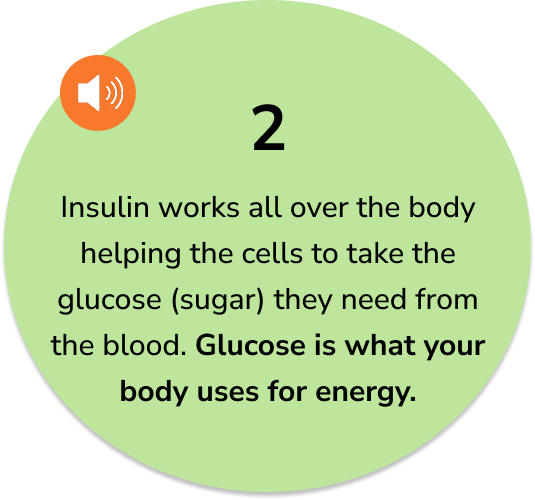 2
Insulin works all over the body
helping the cells to take the
glucose (sugar) they need from
the blood. Glucose is what your
body uses for energy.